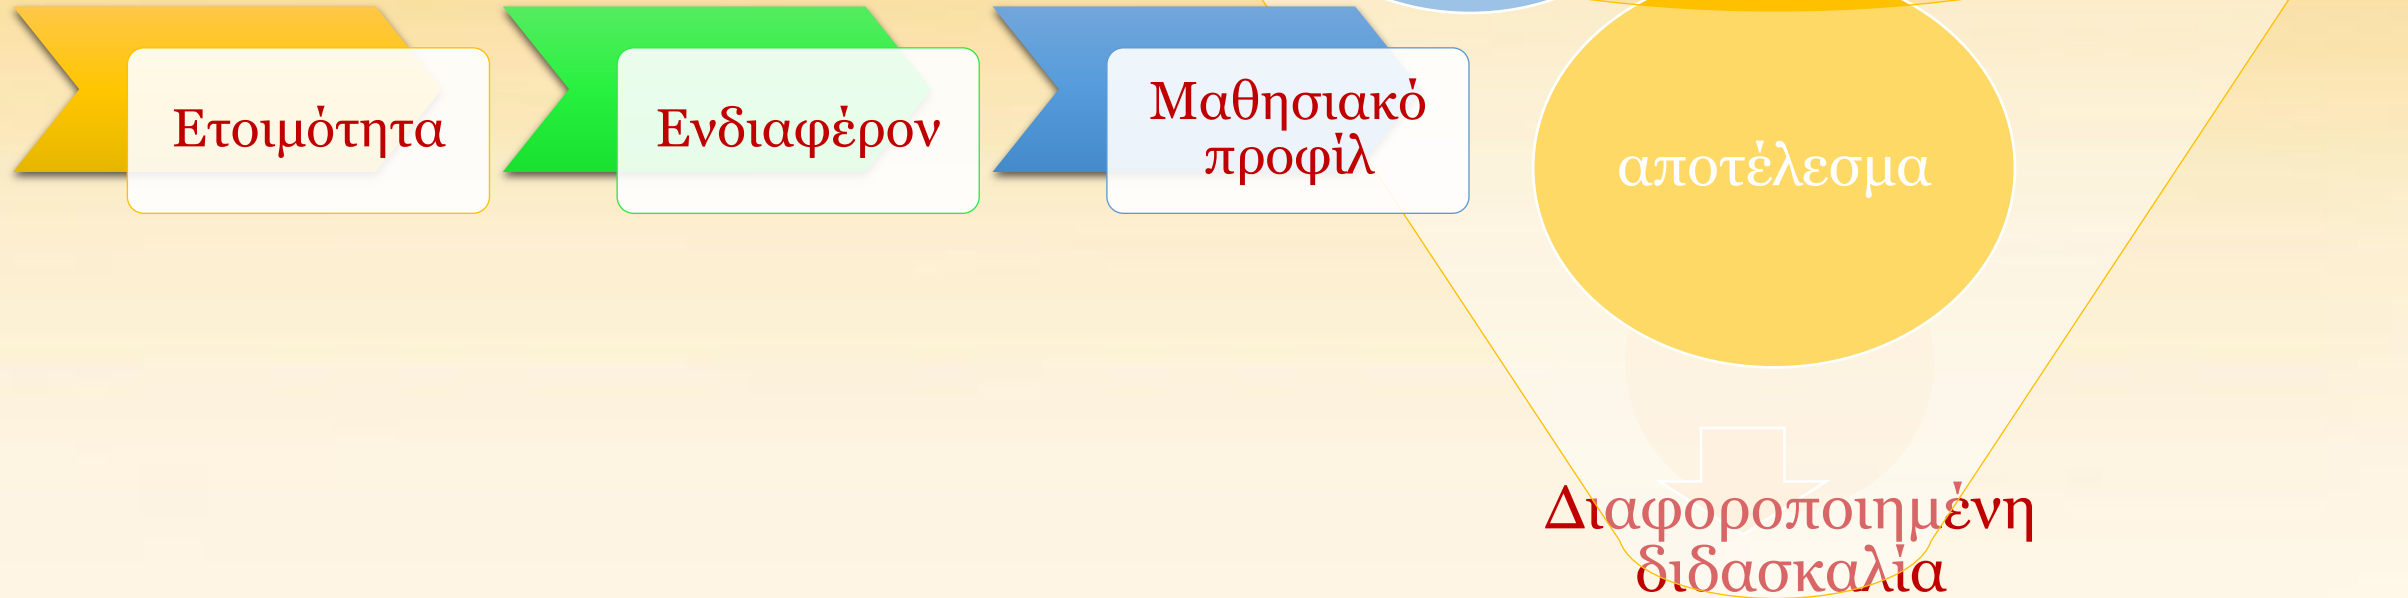 Ετοιμότητα
Ενδιαφέρον
Μαθησιακό
προφίλ
αποτέλεσμα
Διαφοροποιημένη
διδασκαλία